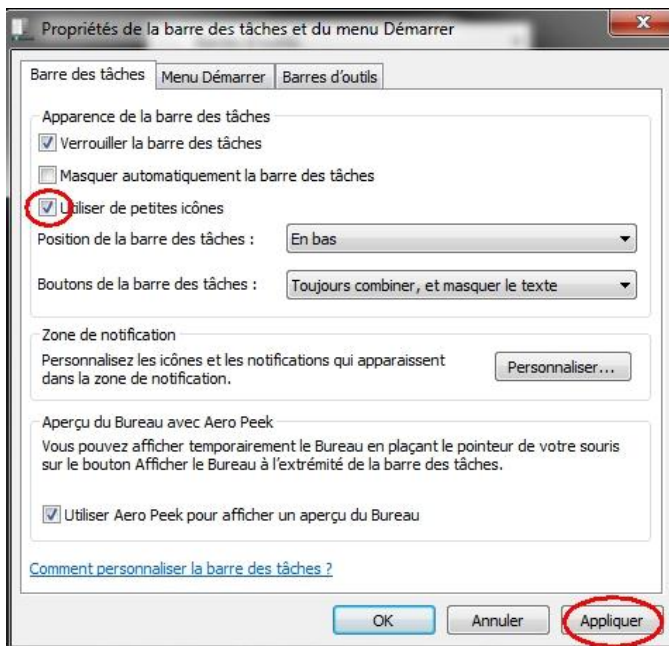 Propriétés de la barre des tâches et du menu Démarrer
Barre des tâches
Menu Démarrer
Barres d'outils
Apparence de la barre des tâches
Verrouiller la barre des tâches
Masquer automatiquement la barre des tâches
Utiliser de petites icônes
Position de la barre des tâches :
En bas
Boutons de la barre des tâches :
Toujours combiner, et masquer le texte
Zone de notification
Personnalisez les icônes et les notifications qui apparaissent
dans la zone de notification.
Personnaliser...
Aperçu du Bureau avec Aero Peek
Vous pouvez afficher temporairement le Bureau en plaçant le pointeur de votre souris
sur le bouton Afficher le Bureau à l'extrémité de la barre des tâches.
Utiliser Aero Peek pour afficher un aperçu du Bureau
Comment personnaliser la barre des tâches ?
OK
Annuler
Appliquer